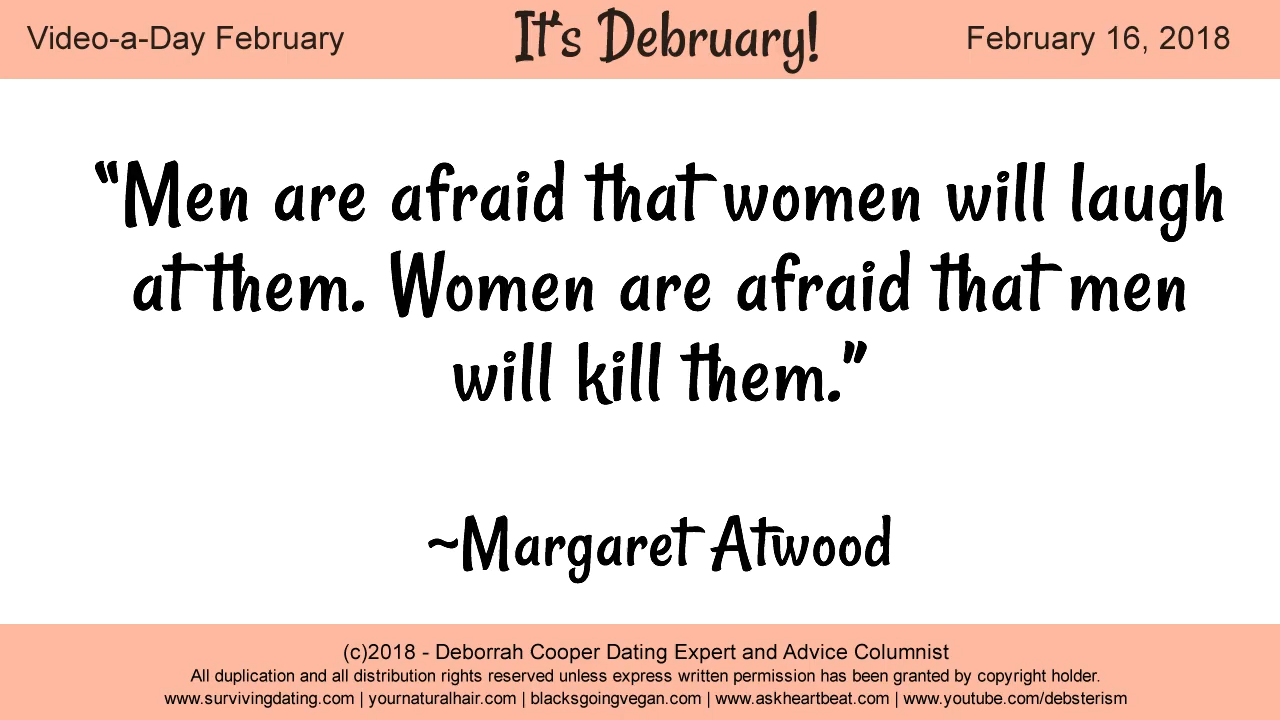 Video-a-Day February
It's Debruary!
February 16, 2018
"Men are afraid that women will laugh
at them. Women are afraid that men
will kill them."
~Margaret Atwood
(c)2018 - Deborrah Cooper Dating Expert and Advice Columnist
All duplication and all distribution rights reserved unless express written permission has been granted by copyright holder.
www.survivingdating.com | yournaturalhair.com | blacksgoingvegan.com | www.askheartbeat.com | www.youtube.com/debsterism